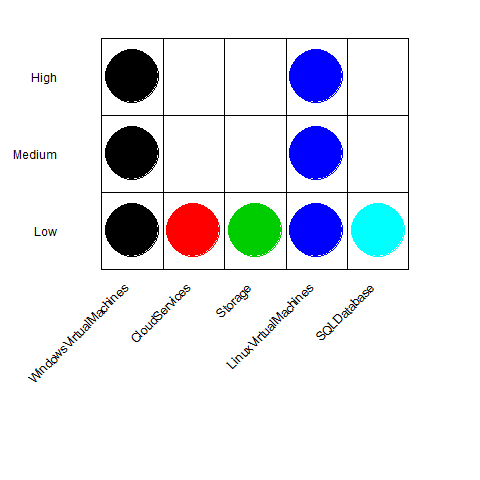 High
Medium
Low
WindowsVirtualMachines
CloudServices
Storage
LinuxVirtualMachines
SQLDatabase